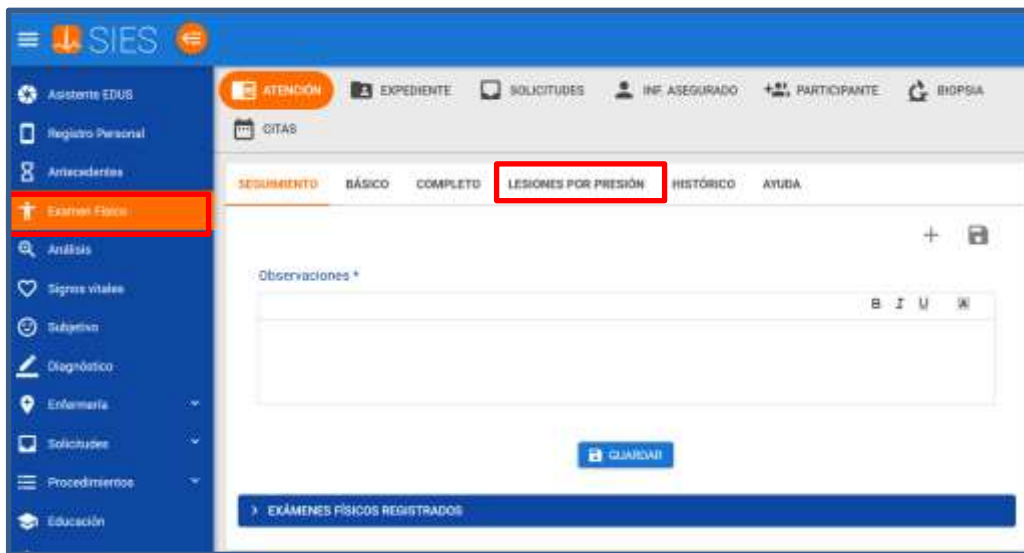 SIES
Asistente EDUS
Registro Personal
Antecedentes
Examen Físico
Análisis
Signos vitales
Subjetivo
Diagnóstico
Enfermería
Solicitudes
Procedimientos
Educación
ATENCIÓN EXPEDIENTE SOLICITUDES INF. ASEGURADO PARTICIPANTE BIOPSIA
CITAS
SEGUIMIENTO BÁSICO COMPLETO LESIONES POR PRESIÓN HISTÓRICO AYUDA
Observaciones *
B I U A
GUARDAR
EXÁMENES FÍSICOS REGISTRADOS